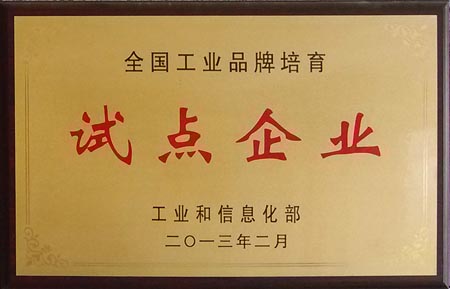 全国工业品牌培育
试点企业
工业和信息化部
二〇一三年二月